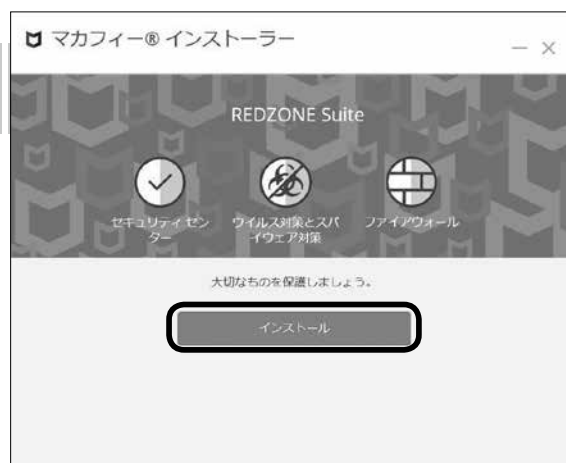 マカフィー® インストーラー
REDZONE Suite
セキュリティ セン
ター
ウイルス対策とスパ
イウェア対策
ファイアウォール
大切なものを保護しましょう。
インストール